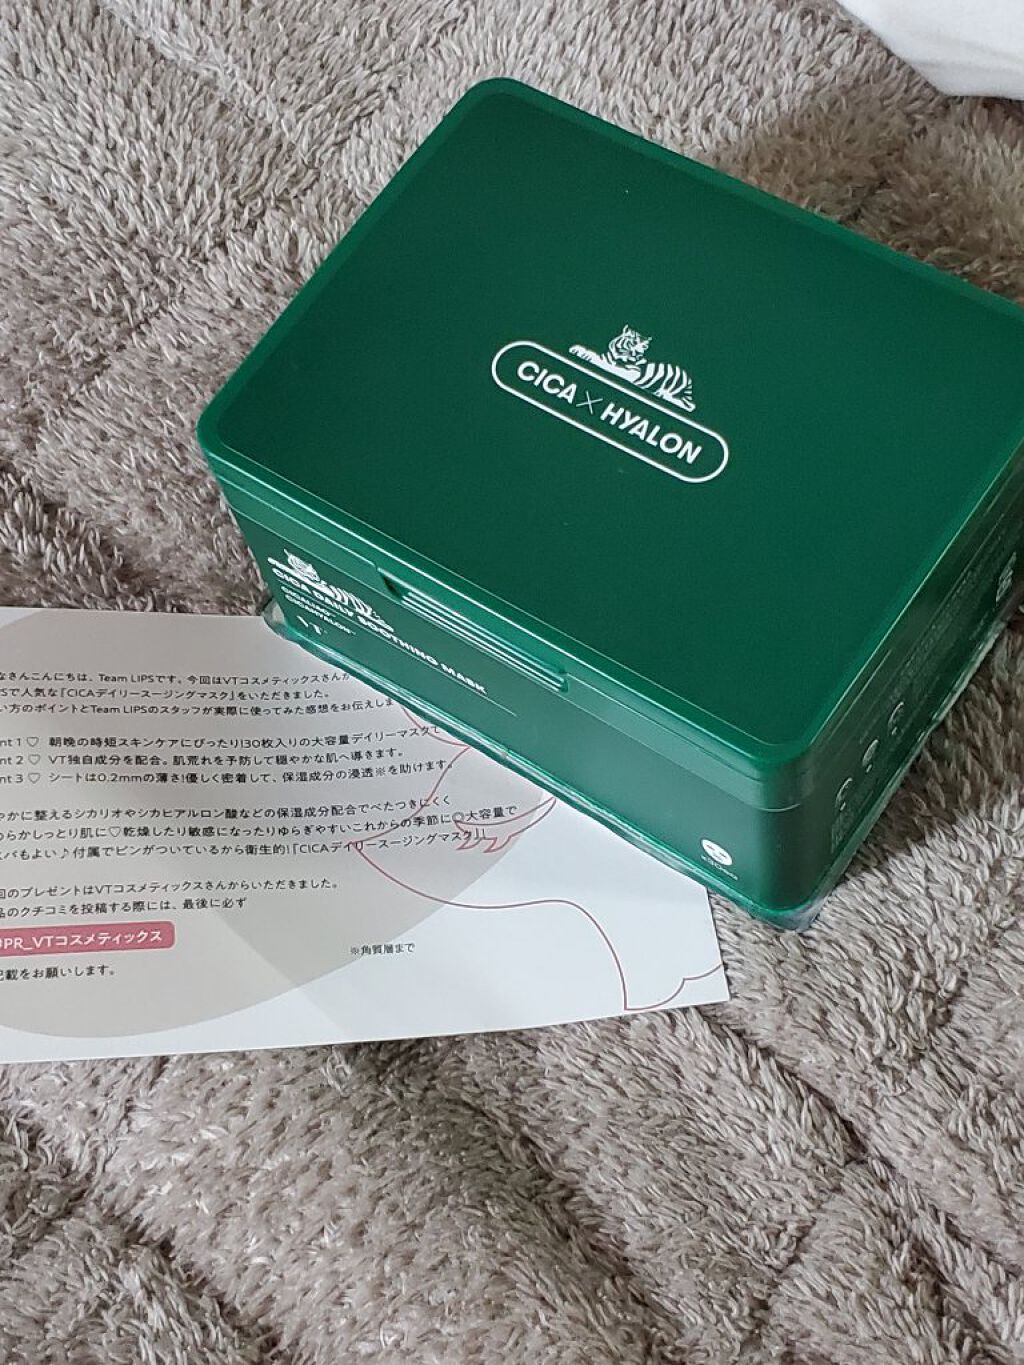 CICA X HYALON
CICA DAILY SOOTHING MASK
CICALIAO™
CICAHYALON™
VT
なさんこんにちは、Team LIPSです。今回はVTコスメティックスさんか
Sで人気な『CICAデイリースージングマスク』をいただきました。
い方のポイントとTeam LIPSのスタッフが実際に使ってみた感想をお伝えしま
nt 1 ♡ 朝晩の時短スキンケアにぴったり!30枚入りの大容量デイリーマスクで
nt 2 ♡ VT独自成分を配合。肌荒れを予防して穏やかな肌へ導きます。
nt 3 ♡ シートは0.2mmの薄さ!優しく密着して、保湿成分の浸透※を助けます。
やかに整えるシカリオやシカヒアルロン酸などの保湿成分配合でべたつきにくく
らかしっとり肌に♡乾燥したり敏感になったりゆらぎやすいこれからの季節に◎大容量で
スパもよい♪付属でピンがついているから衛生的!『CICAデイリースージングマスク』!
回のプレゼントはVTコスメティックスさんからいただきました。
品のクチコミを投稿する際には、最後に必ず
PR_VTコスメティックス
記載をお願いします。
※角質層まで